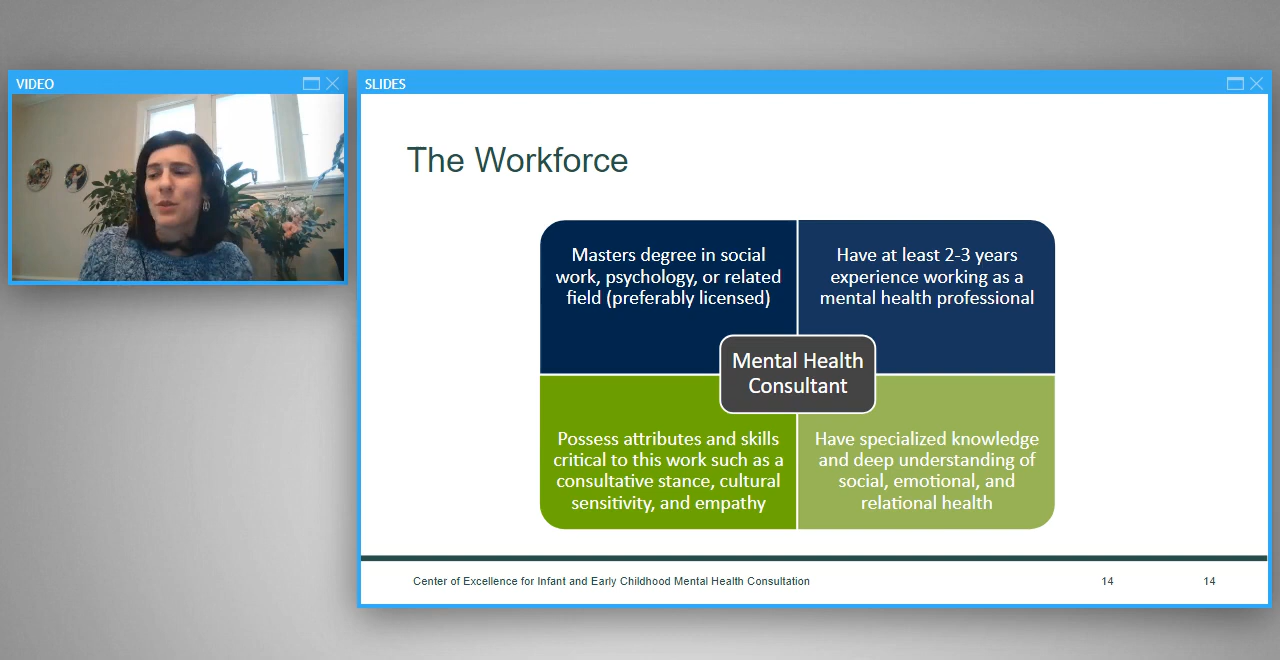 VIDEO
SLIDES
The Workforce
Masters degree in social
work, psychology, or related
field (preferably licensed)
Have at least 2-3 years
experience working as a
mental health professional
Mental Health
Consultant
Possess attributes and skills
critical to this work such as a
consultative stance, cultural
sensitivity, and empathy
Have specialized knowledge
and deep understanding of
social, emotional, and
relational health
Center of Excellence for Infant and Early Childhood Mental Health Consultation
14
14